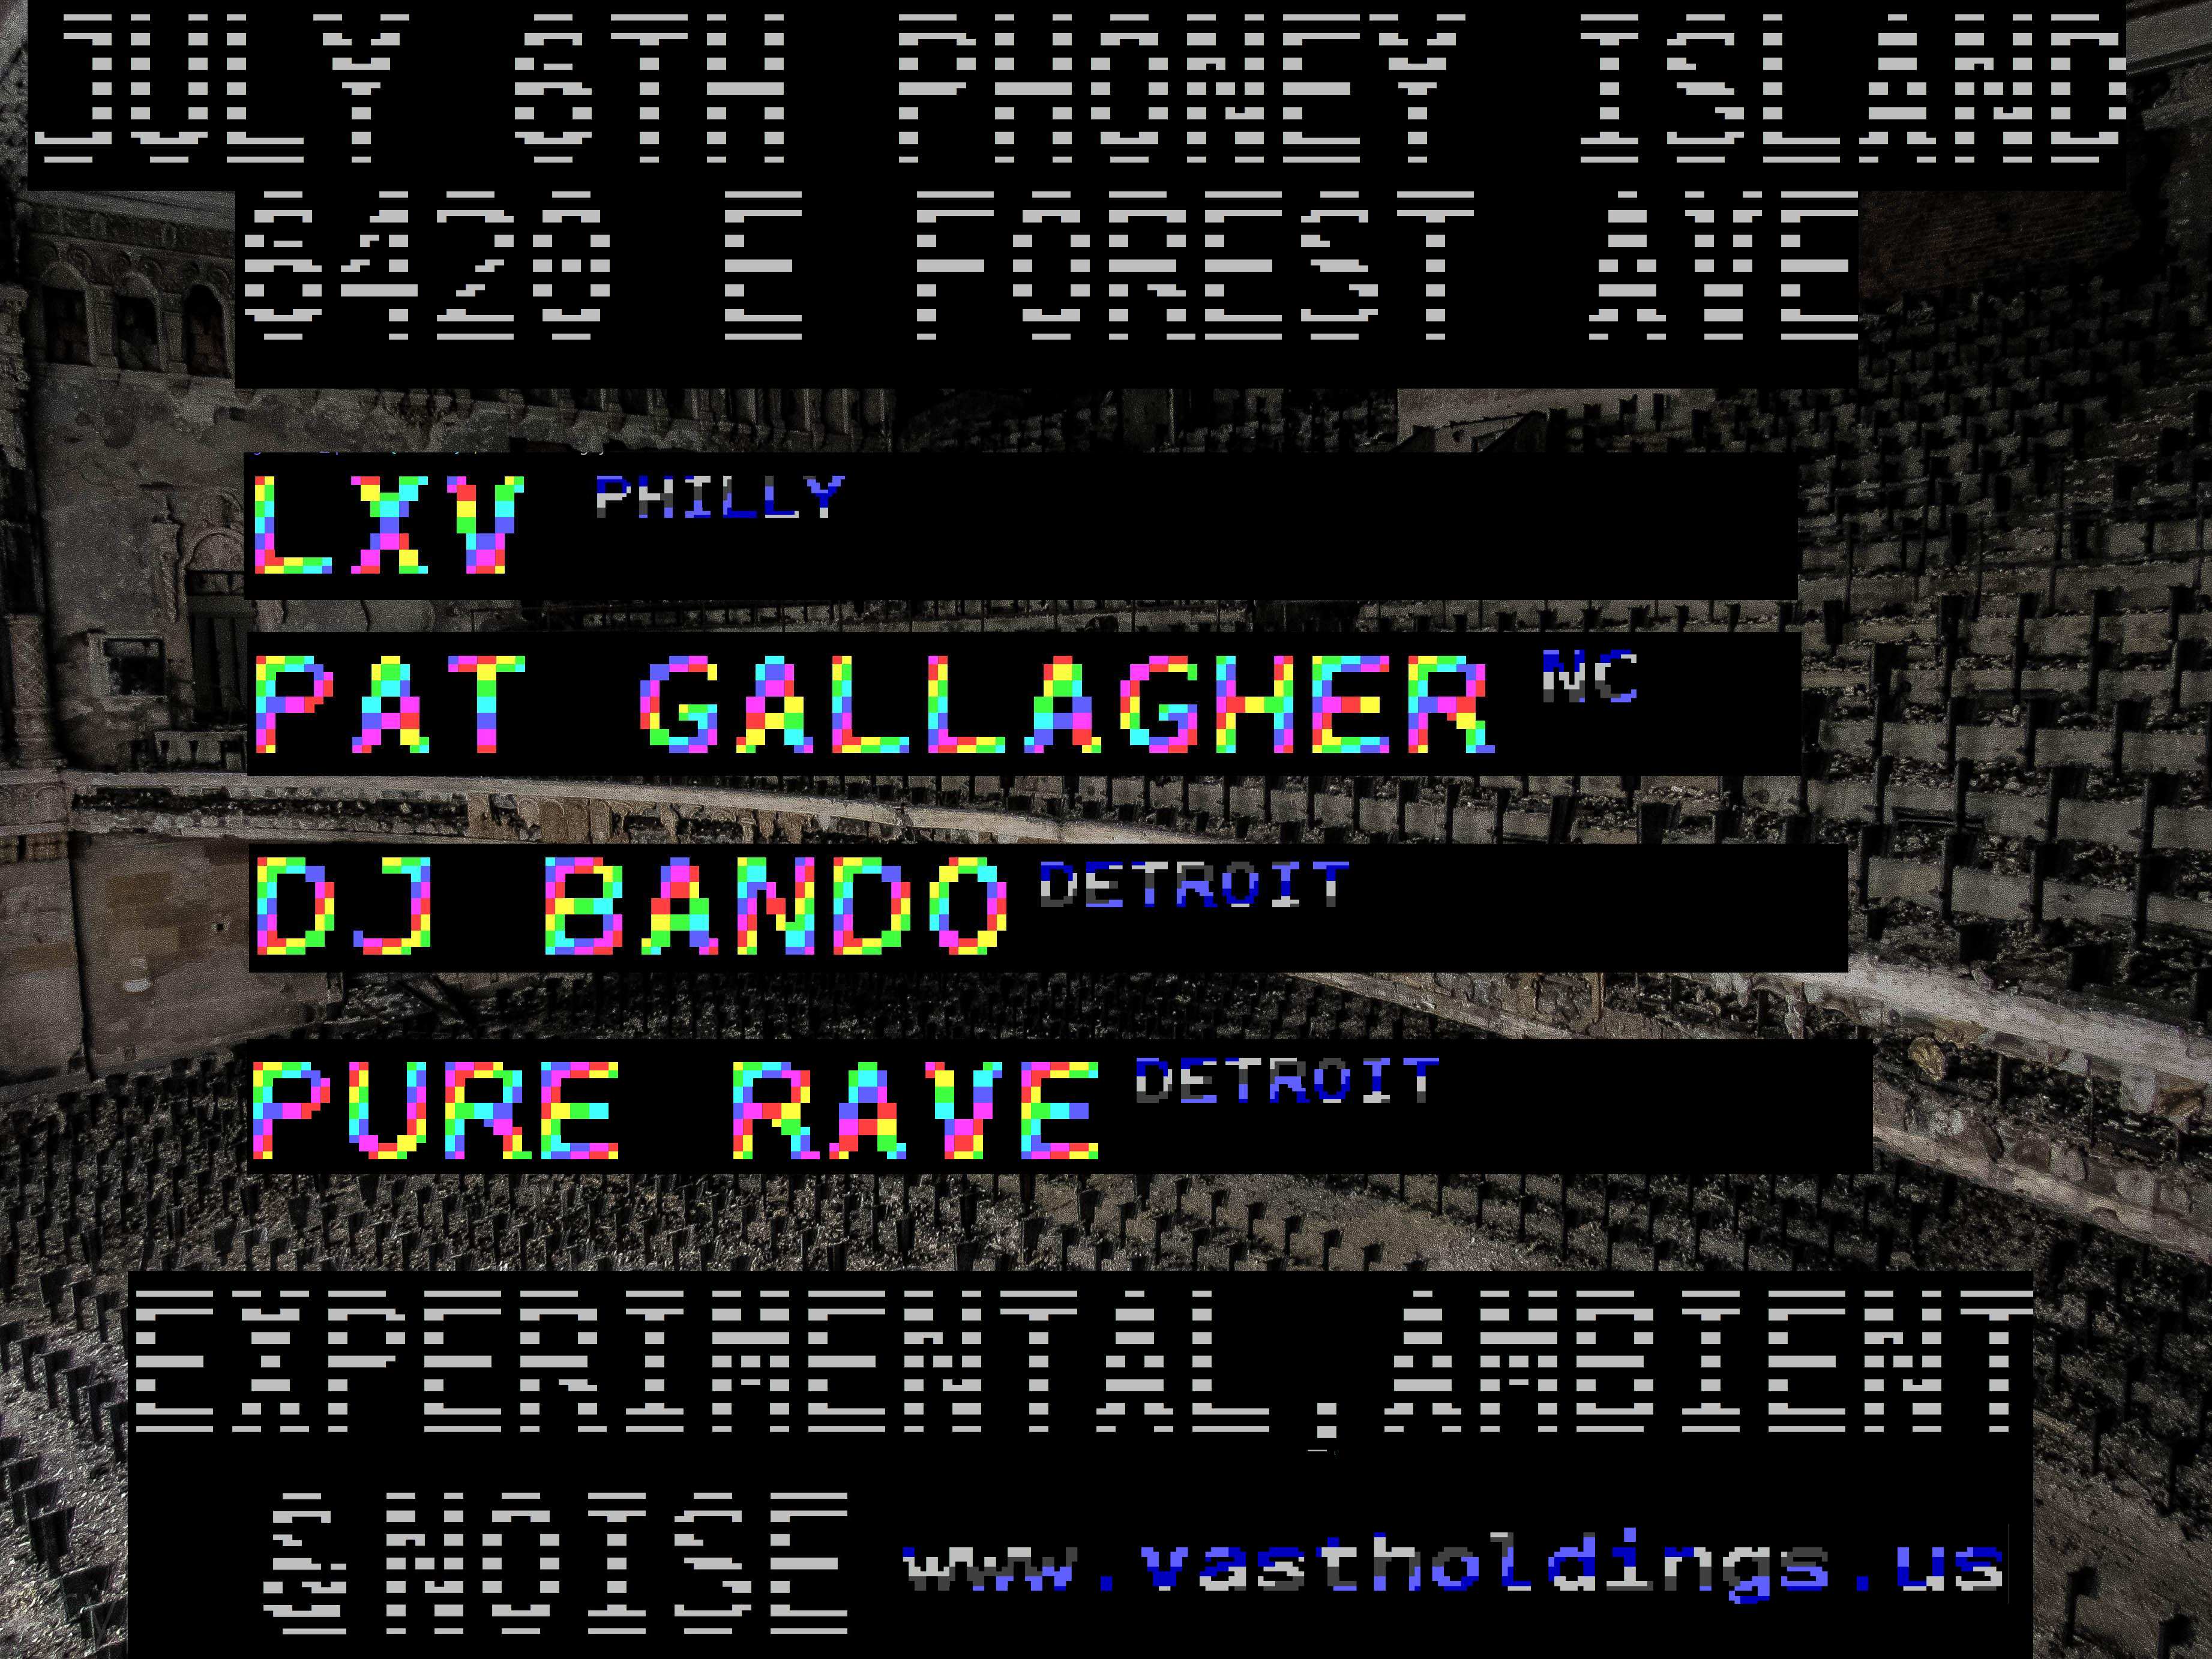 JULY 6TH PHONEY ISLAND
6420 E FOREST AVE
LXV PHILLY
PAT GALLAGHER NC
DJ BANDO DETROIT
PURE RAVE DETROIT
EXPERIMENTAL,AMBIENT
& NOISE www.vastholdings.us